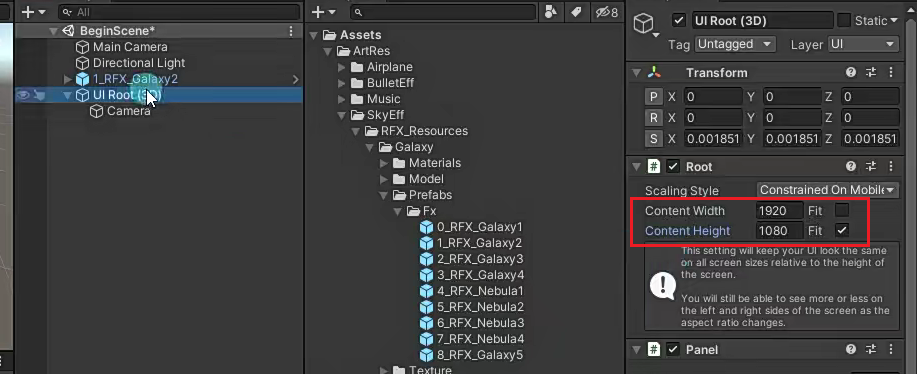 All
BeginScene*
Main Camera
Directional Light
1_RFX_Galaxy2
UI Root (3D)
Camera
8
Assets
ArtRes
Airplane
BulletEff
Music
SkyEff
RFX_Resources
Galaxy
Materials
Model
Prefabs
Fx
0_RFX_Galaxy1
1_RFX_Galaxy2
2_RFX_Galaxy3
3_RFX_Galaxy4
4_RFX_Nebula1
5_RFX_Nebula2
6_RFX_Nebula3
7_RFX_Nebula4
8_RFX_Galaxy5
Texture
UI Root (3D) Static
Tag Untagged Layer UI
Transform
P X 0 Y 0 Z 0
R X 0 Y 0 Z 0
S X 0.001851 Y 0.001851 Z 0.001851
Root
Scaling Style Constrained On Mobile
Content Width 1920 Fit
Content Height 1080 Fit
This setting will keep your UI look the same
on all screen sizes relative to the height of
the screen.
You will still be able to see more or less on
the left and right sides of the screen as the
aspect ratio changes.
Panel